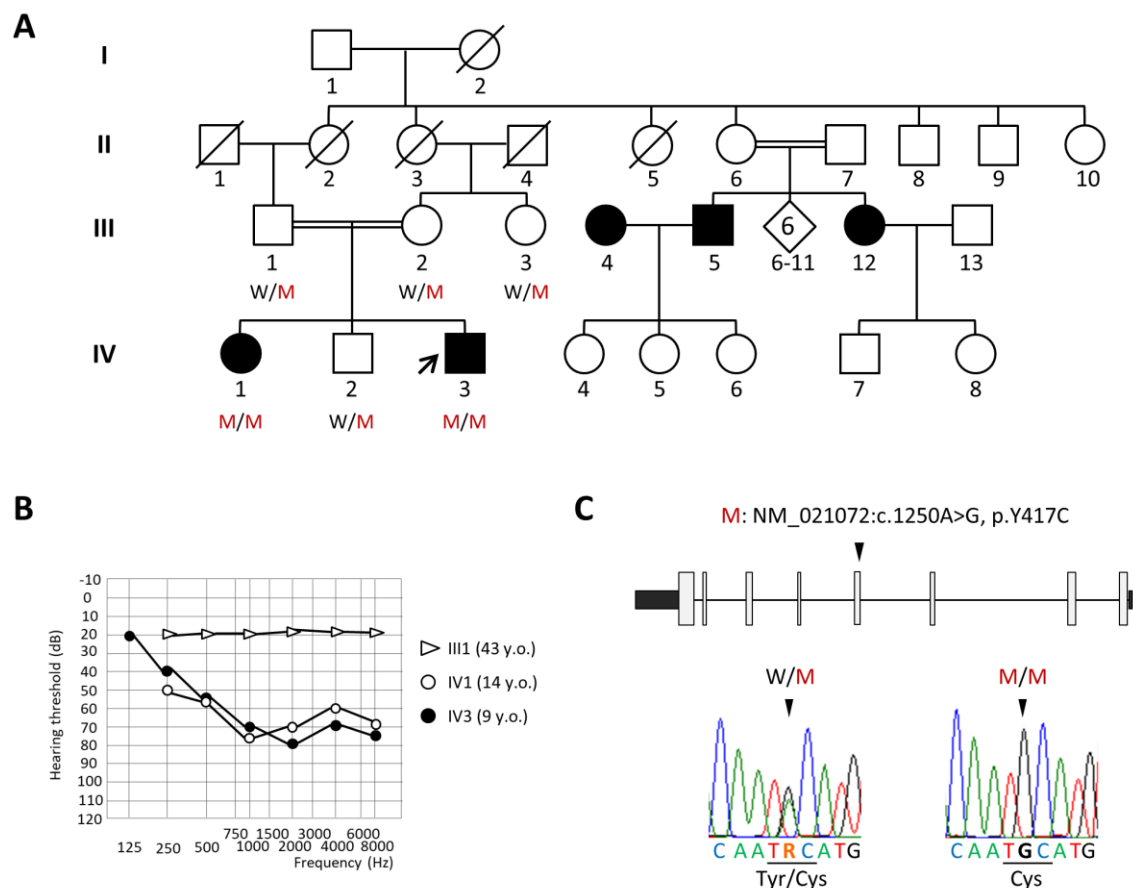 A
I
1 2
II
1 2 3 4 5 6 7 8 9 10
III
6
1 2 3 4 5 6-11 12 13
W/M W/M W/M
IV
1 2 3 4 5 6 7 8
M/M W/M M/M
B
Hearing threshold (dB)
-10
0
10
20
30
40
50
60
70
80
90
100
110
120
750 1500 3000 6000
125 250 500 1000 2000 4000 8000
Frequency (Hz)
III1 (43 y.o.)
IV1 (14 y.o.)
IV3 (9 y.o.)
C
M: NM_021072:c.1250A>G, p.Y417C
W/M M/M
C A A T R C A T G C A A T G C A T G
Tyr/Cys Cys